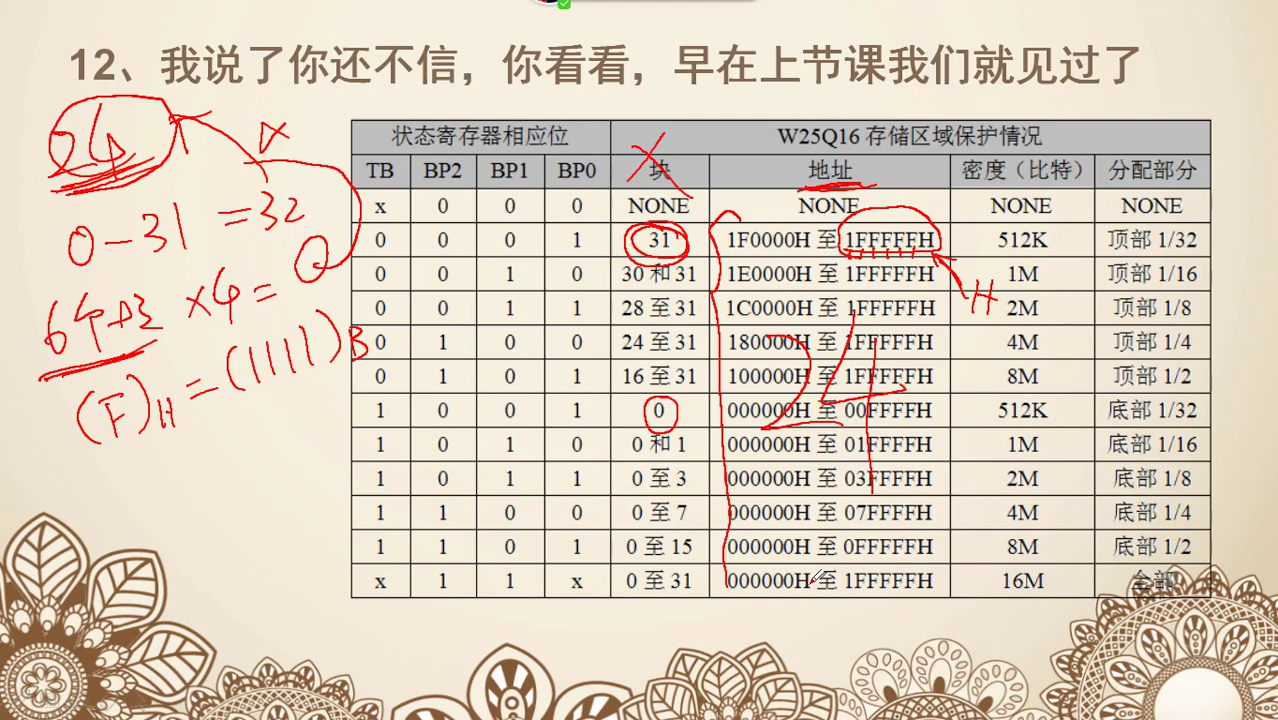 12、我说了你还不信，你看看，早在上节课我们就见过了
状态寄存器相应位 W25Q16 存储区域保护情况
TB BP2 BP1 BP0 块 地址 密度（比特） 分配部分
x 0 0 0 NONE NONE NONE NONE
0 0 0 1 31 1F0000H 至 1FFFFFH 512K 顶部 1/32
0 0 1 0 30 和 31 1E0000H 至 1FFFFFH 1M 顶部 1/16
0 0 1 1 28 至 31 1C0000H 至 1FFFFFH 2M 顶部 1/8
0 1 0 0 24 至 31 180000H 至 1FFFFFH 4M 顶部 1/4
0 1 0 1 16 至 31 100000H 至 1FFFFFH 8M 顶部 1/2
1 0 0 1 0 000000H 至 00FFFFH 512K 底部 1/32
1 0 1 0 0 和 1 000000H 至 01FFFFH 1M 底部 1/16
1 0 1 1 0 至 3 000000H 至 03FFFFH 2M 底部 1/8
1 1 0 0 0 至 7 000000H 至 07FFFFH 4M 底部 1/4
1 1 0 1 0 至 15 000000H 至 0FFFFFH 8M 底部 1/2
x 1 1 x 0 至 31 000000H 至 1FFFFFH 16M 全部
24
0-31=32
×4=
(F)H=(1111)B
H
24